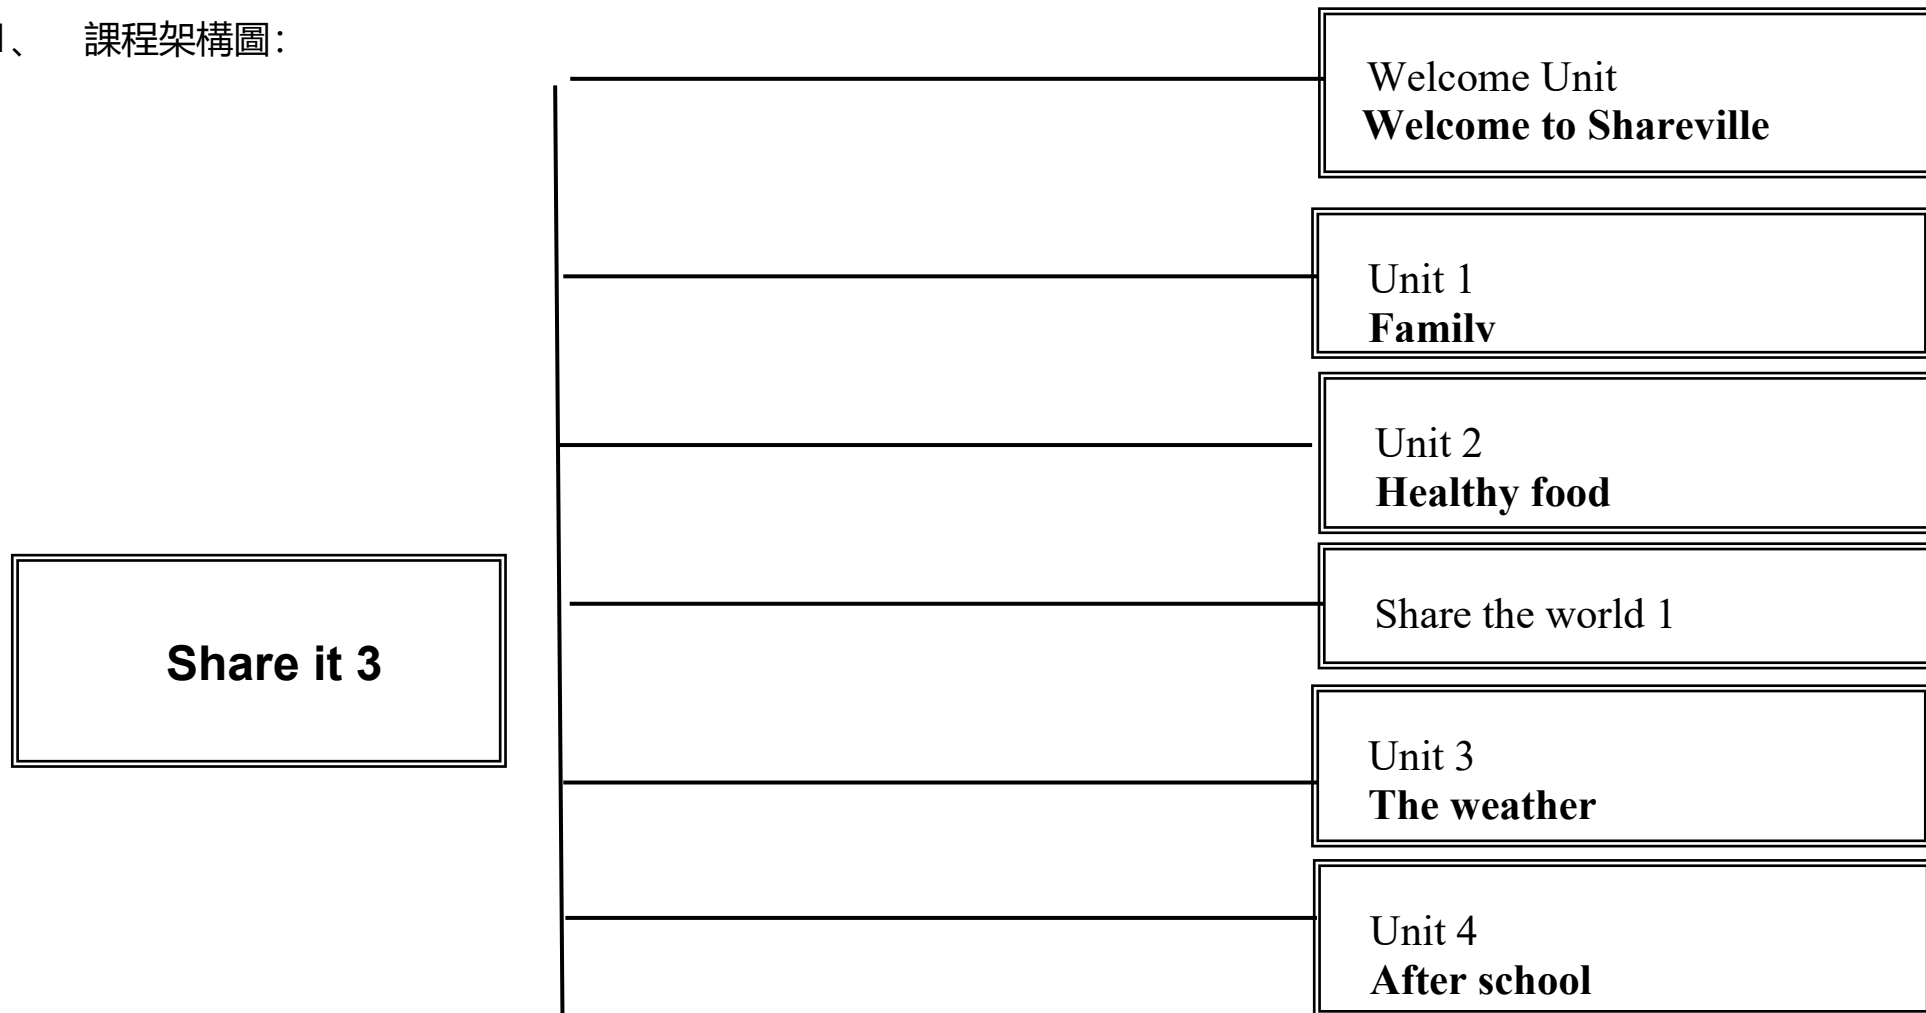 、 課程架構圖：
Welcome Unit
Welcome to Shareville
Unit 1
Family
Unit 2
Healthy food
Share the world 1
Share it 3
Unit 3
The weather
Unit 4
After school